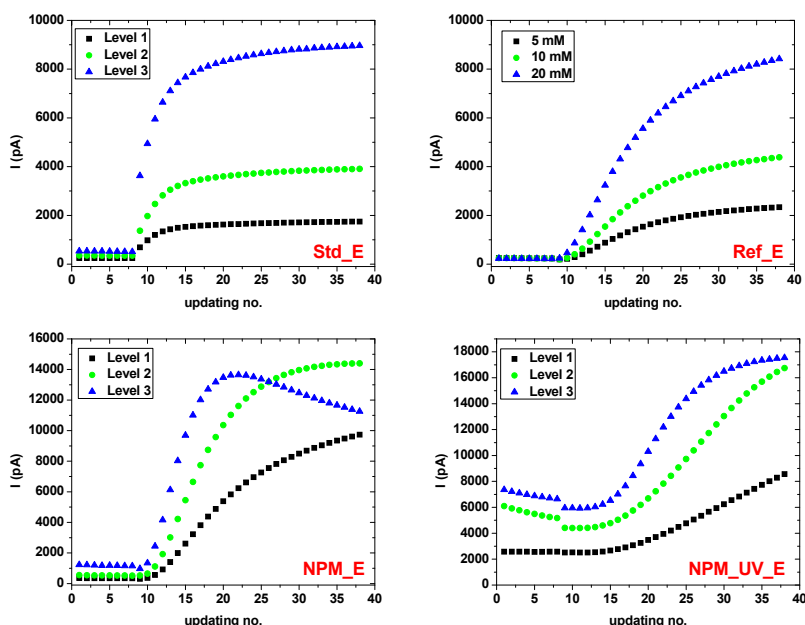 10000
8000
6000
4000
2000
0
I (pA)
Level 1
Level 2
Level 3
Std_E
0 5 10 15 20 25 30 35 40
updating no.
10000
8000
6000
4000
2000
0
I (pA)
5 mM
10 mM
20 mM
Ref_E
0 5 10 15 20 25 30 35 40
updating no.
16000
14000
12000
10000
8000
6000
4000
2000
0
I (pA)
Level 1
Level 2
Level 3
NPM_E
0 5 10 15 20 25 30 35 40
updating no.
18000
16000
14000
12000
10000
8000
6000
4000
2000
0
I (pA)
Level 1
Level 2
Level 3
NPM_UV_E
0 5 10 15 20 25 30 35 40
updating no.